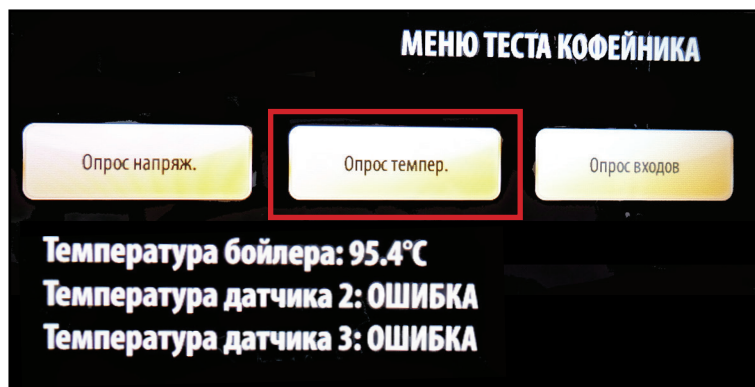 МЕНЮ ТЕСТА КОФЕЙНИКА
Опрос напряж.
Опрос темпер.
Опрос входов
Температура бойлера: 95.4°C
Температура датчика 2: ОШИБКА
Температура датчика 3: ОШИБКА